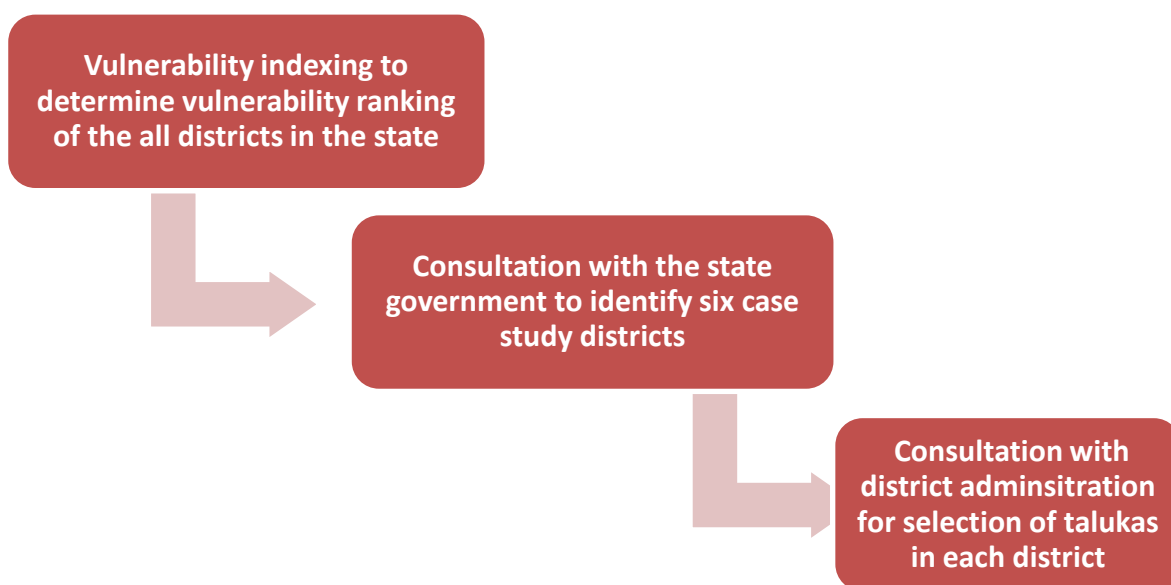 Vulnerability indexing to
determine vulnerability ranking
of the all districts in the state
Consultation with the state
government to identify six case
study districts
Consultation with
district adminsitration
for selection of talukas
in each district